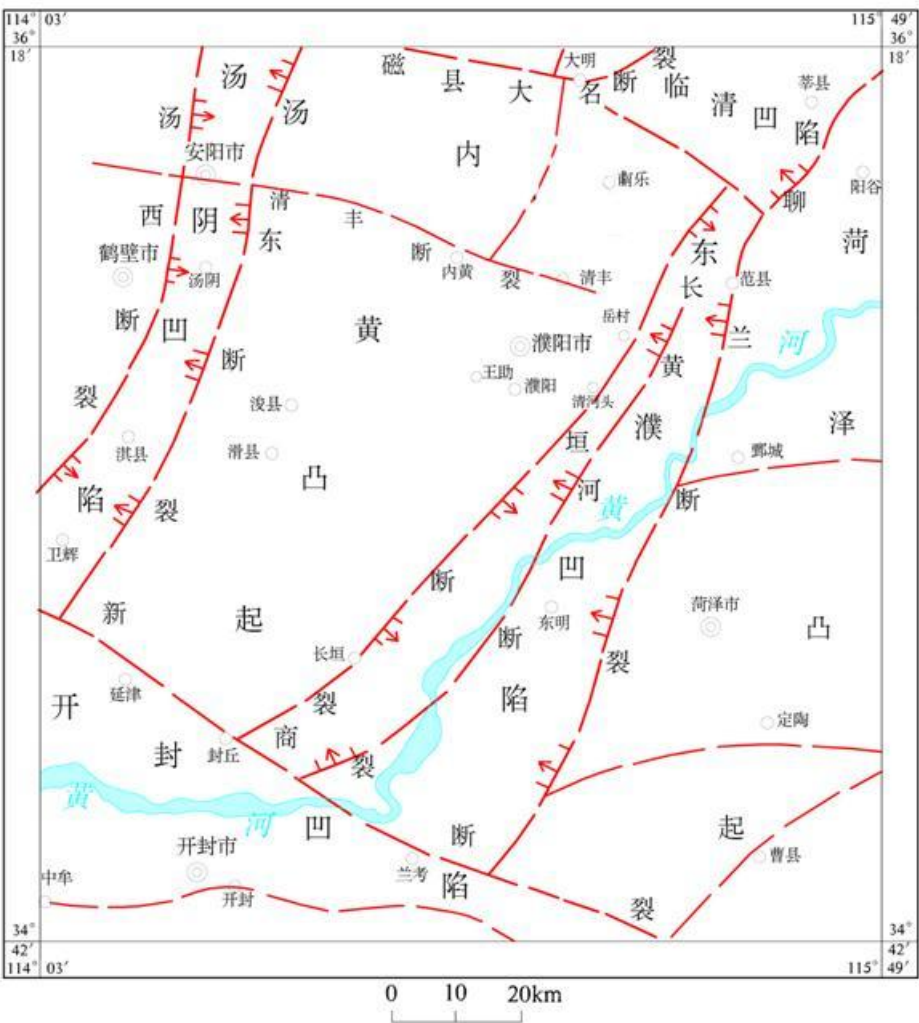 114° 03′
115° 49′
36° 18′
36° 18′
磁县大名断裂
大明
临清凹陷
莘县
阳谷
汤西断裂
汤阴凹陷
汤东断裂
安阳市
鹤壁市
汤阴
清丰断裂
内黄
清丰
内黄凸起
聊兰断裂
范县
菏泽凸起
东濮凹陷
长垣断裂
黄河断裂
岳村
濮阳市
王助
濮阳
清河头
浚县
滑县
淇县
卫辉
黄河
鄄城
菏泽市
东明
长垣
定陶
新商断裂
延津
封丘
开封凹陷
黄河
开封市
中牟
开封
兰考
曹县
34° 42′
34° 42′
114° 03′
115° 49′
0 10 20km